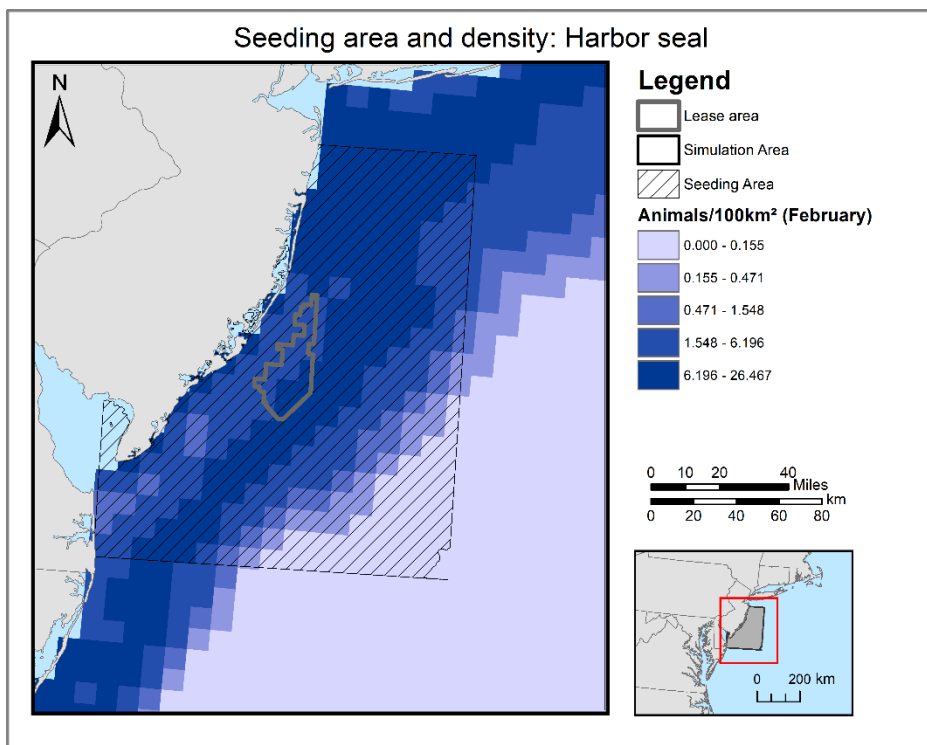 Seeding area and density: Harbor seal
N
Legend
Lease area
Simulation Area
Seeding Area
Animals/100km² (February)
0.000 - 0.155
0.155 - 0.471
0.471 - 1.548
1.548 - 6.196
6.196 - 26.467
0 10 20 40
Miles
km
0 20 40 60 80
0 200 km